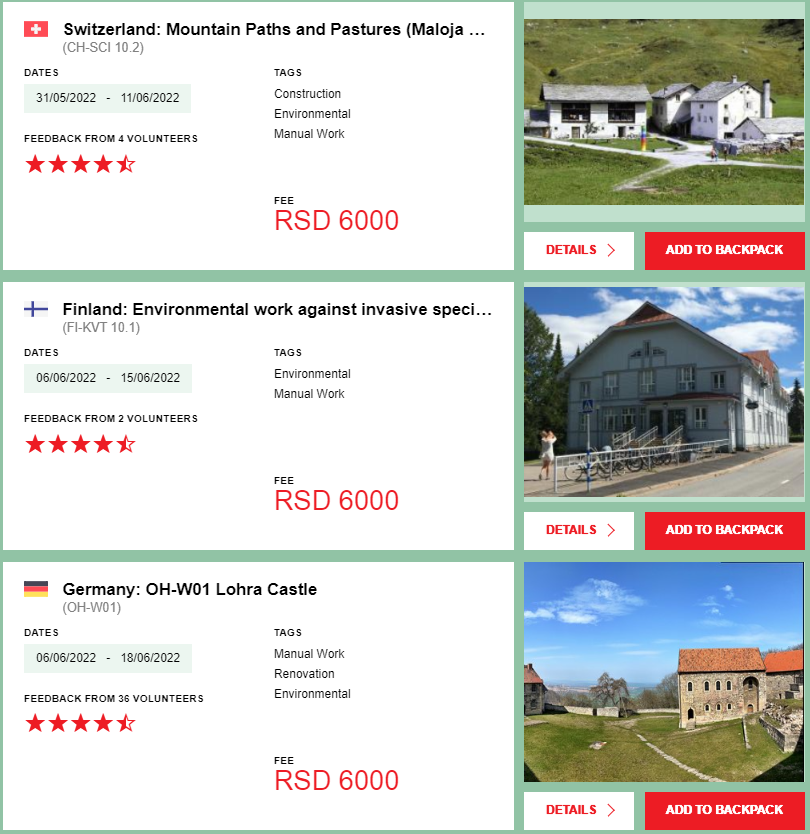 Switzerland: Mountain Paths and Pastures (Maloja ...
(CH-SCI 10.2)
DATES
31/05/2022 - 11/06/2022
FEEDBACK FROM 4 VOLUNTEERS
TAGS
Construction
Environmental
Manual Work
FEE
RSD 6000
DETAILS
ADD TO BACKPACK
Finland: Environmental work against invasive speci...
(FI-KVT 10.1)
DATES
06/06/2022 - 15/06/2022
FEEDBACK FROM 2 VOLUNTEERS
TAGS
Environmental
Manual Work
FEE
RSD 6000
DETAILS
ADD TO BACKPACK
Germany: OH-W01 Lohra Castle
(OH-W01)
DATES
06/06/2022 - 18/06/2022
FEEDBACK FROM 36 VOLUNTEERS
TAGS
Manual Work
Renovation
Environmental
FEE
RSD 6000
DETAILS
ADD TO BACKPACK